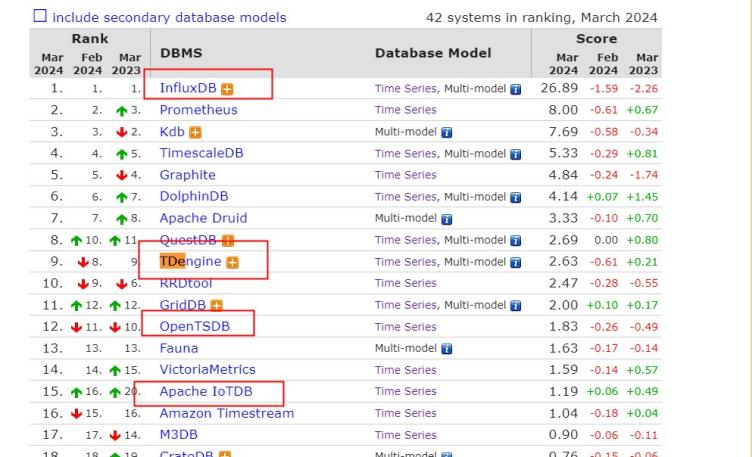 include secondary database models 42 systems in ranking, March 2024
Rank Score
Mar 2024 Feb 2024 Mar 2023 DBMS Database Model Mar 2024 Feb 2024 Mar 2023
1. 1. 1. InfluxDB Time Series, Multi-model 26.89 -1.59 -2.26
2. 2. 3. Prometheus Time Series 8.00 -0.61 +0.67
3. 3. 2. Kdb Multi-model 7.69 -0.58 -0.34
4. 4. 5. TimescaleDB Time Series, Multi-model 5.33 -0.29 +0.81
5. 5. 4. Graphite Time Series 4.84 -0.24 -1.74
6. 6. 7. DolphinDB Time Series, Multi-model 4.14 +0.07 +1.45
7. 7. 8. Apache Druid Multi-model 3.33 -0.10 +0.70
8. 10. 11. QuestDB Time Series, Multi-model 2.69 0.00 +0.80
9. 8. 9. TDengine Time Series, Multi-model 2.63 -0.61 +0.21
10. 9. 6. RRDtool Time Series 2.47 -0.28 -0.55
11. 12. 12. GridDB Time Series, Multi-model 2.00 +0.10 +0.17
12. 11. 10. OpenTSDB Time Series 1.83 -0.26 -0.49
13. 13. 13. Fauna Multi-model 1.63 -0.17 -0.14
14. 14. 15. VictoriaMetrics Time Series 1.59 -0.14 +0.57
15. 16. 20. Apache IoTDB Time Series 1.19 +0.06 +0.49
16. 15. 16. Amazon Timestream Time Series 1.04 -0.18 +0.04
17. 17. 14. M3DB Time Series 0.90 -0.06 -0.11
18. 18. 19. CrateDB Multi-model 0.76 -0.15 -0.06